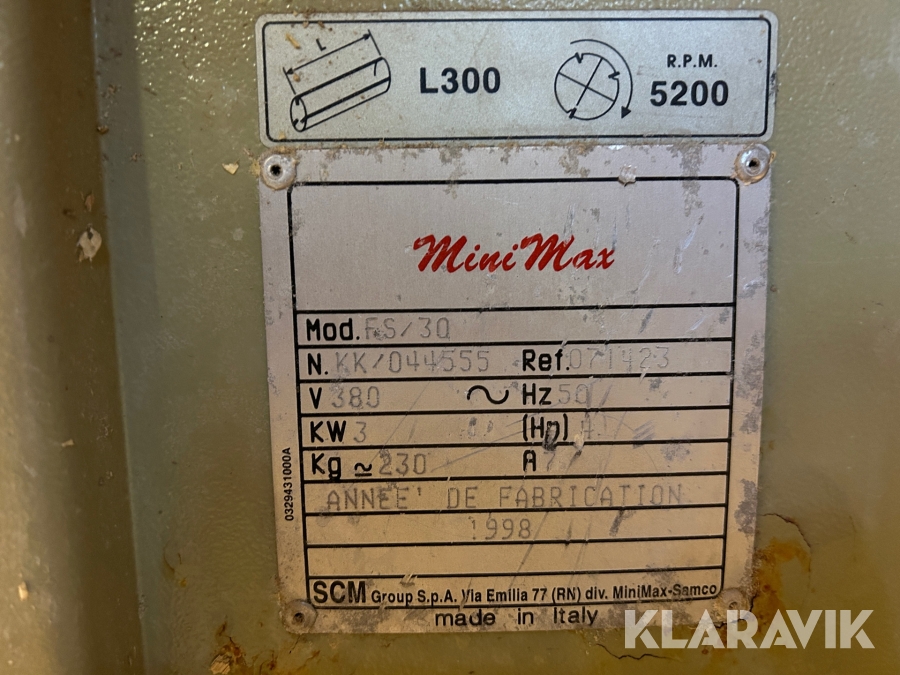 L
L300
R.P.M.
5200
MiniMax
Mod. FS/30
N. KK/044555 Ref. 071423
V 380 ~ Hz 50
KW 3 (Hp) 4
Kg ≃ 230 A
ANNEE' DE FABRICATION
1998
SCM Group S.p.A. Via Emilia 77 (RN) div. MiniMax-Samco
made in Italy
0329431000A
KLARAVIK